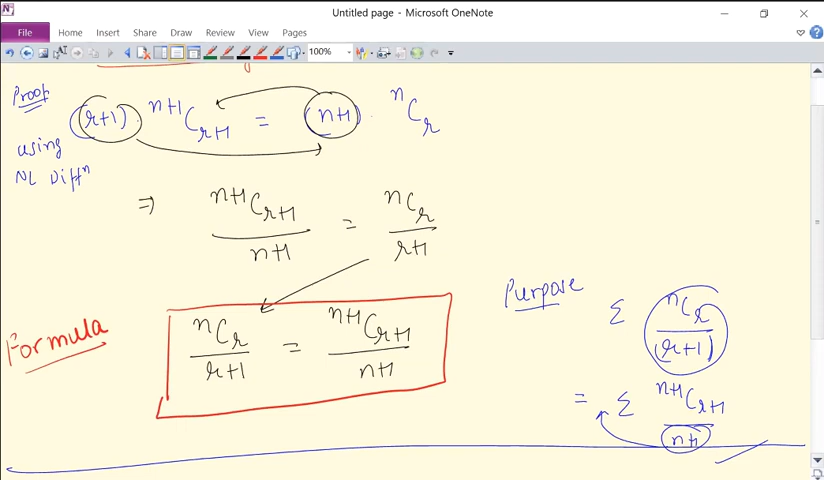 Untitled page - Microsoft OneNote
File Home Insert Share Draw Review View
100%
Proof
(r+1) · ⁿ⁺¹Cᵣ₊₁ = (n+1) · ⁿCᵣ
using
NL Diffⁿ
⇒ ⁿ⁺¹Cᵣ₊₁ / n+1 = ⁿCᵣ / r+1
Formula
ⁿCᵣ / r+1 = ⁿ⁺¹Cᵣ₊₁ / n+1
Purpose
Σ ⁿCᵣ / (r+1)
= Σ ⁿ⁺¹Cᵣ₊₁ / n+1